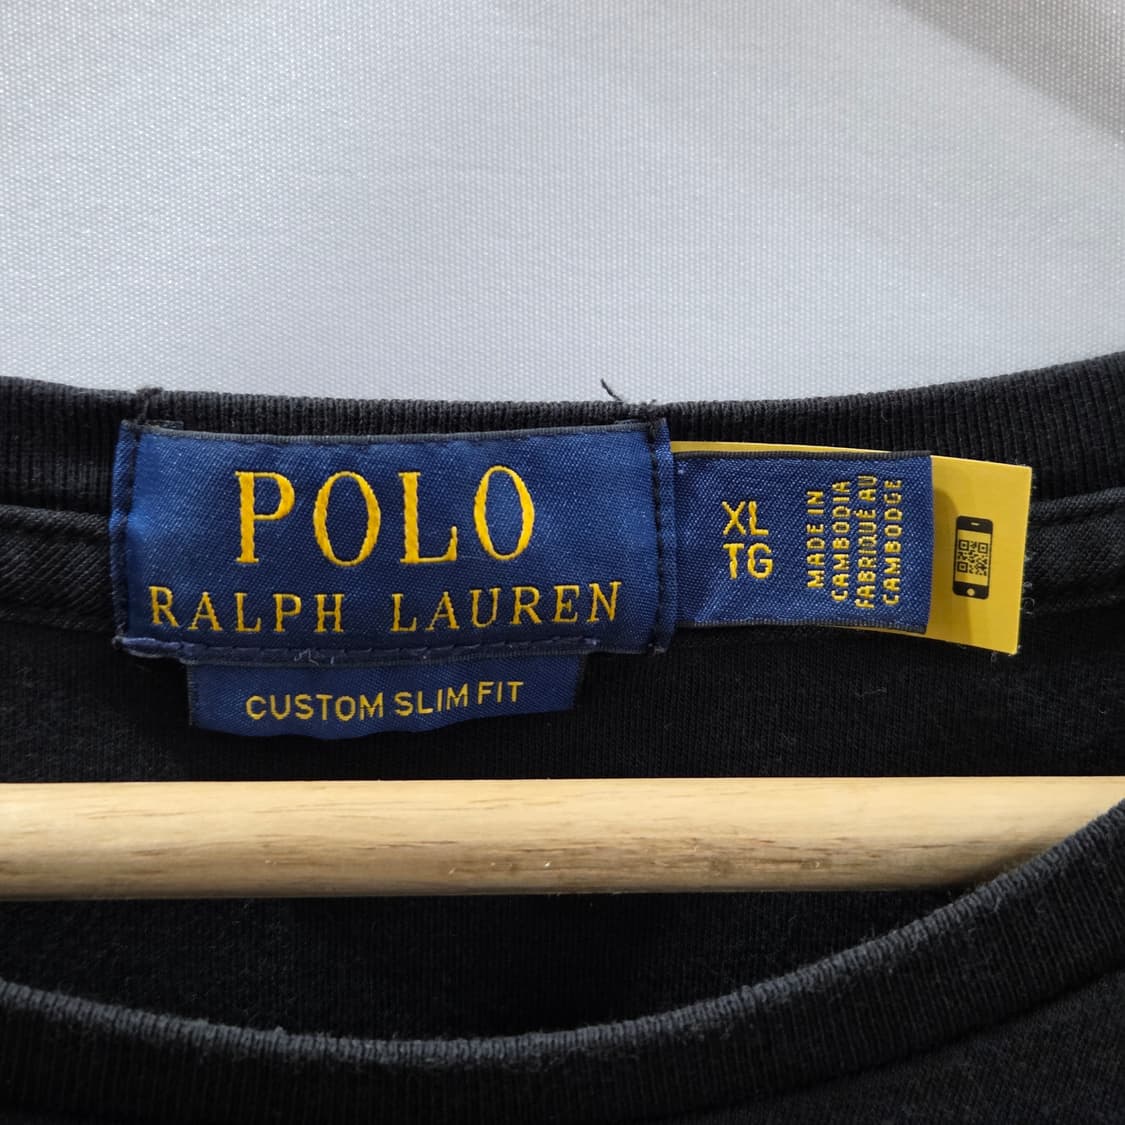 POLO
RALPH LAUREN
CUSTOM SLIM FIT
XL
TG
MADE IN
CAMBODIA
FABRIQUÉ AU
CAMBODGE